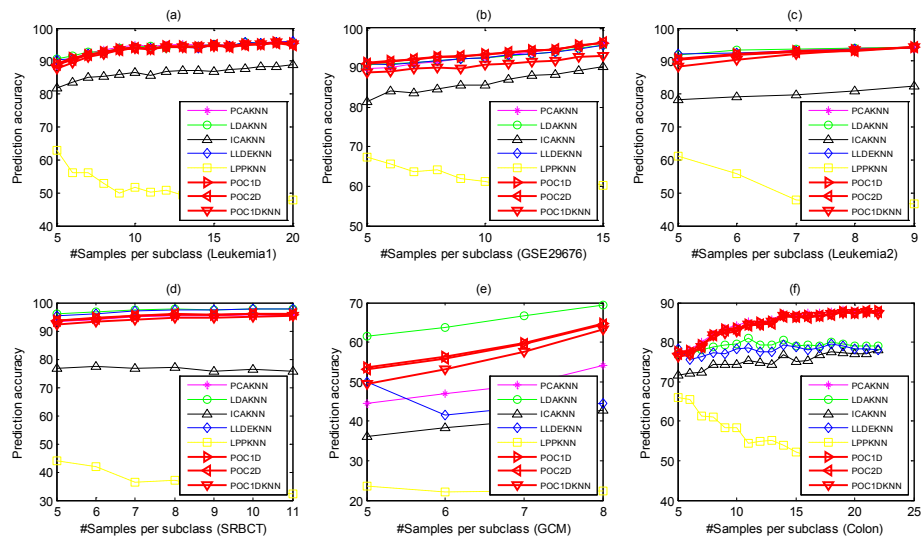 (a)
100
90
80
70
60
50
40
5
10
15
20
Prediction accuracy
#Samples per subclass (Leukemia1)
PCAKNN
LDAKNN
ICAKNN
LLDEKNN
LPPKNN
POC1D
POC2D
POC1DKNN
(b)
100
90
80
70
60
50
5
10
15
Prediction accuracy
#Samples per subclass (GSE29676)
PCAKNN
LDAKNN
ICAKNN
LLDEKNN
LPPKNN
POC1D
POC2D
POC1DKNN
(c)
100
90
80
70
60
50
40
5
6
7
8
9
Prediction accuracy
#Samples per subclass (Leukemia2)
PCAKNN
LDAKNN
ICAKNN
LLDEKNN
LPPKNN
POC1D
POC2D
POC1DKNN
(d)
100
90
80
70
60
50
40
30
5
6
7
8
9
10
11
Prediction accuracy
#Samples per subclass (SRBCT)
PCAKNN
LDAKNN
ICAKNN
LLDEKNN
LPPKNN
POC1D
POC2D
POC1DKNN
(e)
70
60
50
40
30
20
5
6
7
8
Prediction accuracy
#Samples per subclass (GCM)
PCAKNN
LDAKNN
ICAKNN
LLDEKNN
LPPKNN
POC1D
POC2D
POC1DKNN
(f)
90
80
70
60
50
40
5
10
15
20
25
Prediction accuracy
#Samples per subclass (Colon)
PCAKNN
LDAKNN
ICAKNN
LLDEKNN
LPPKNN
POC1D
POC2D
POC1DKNN